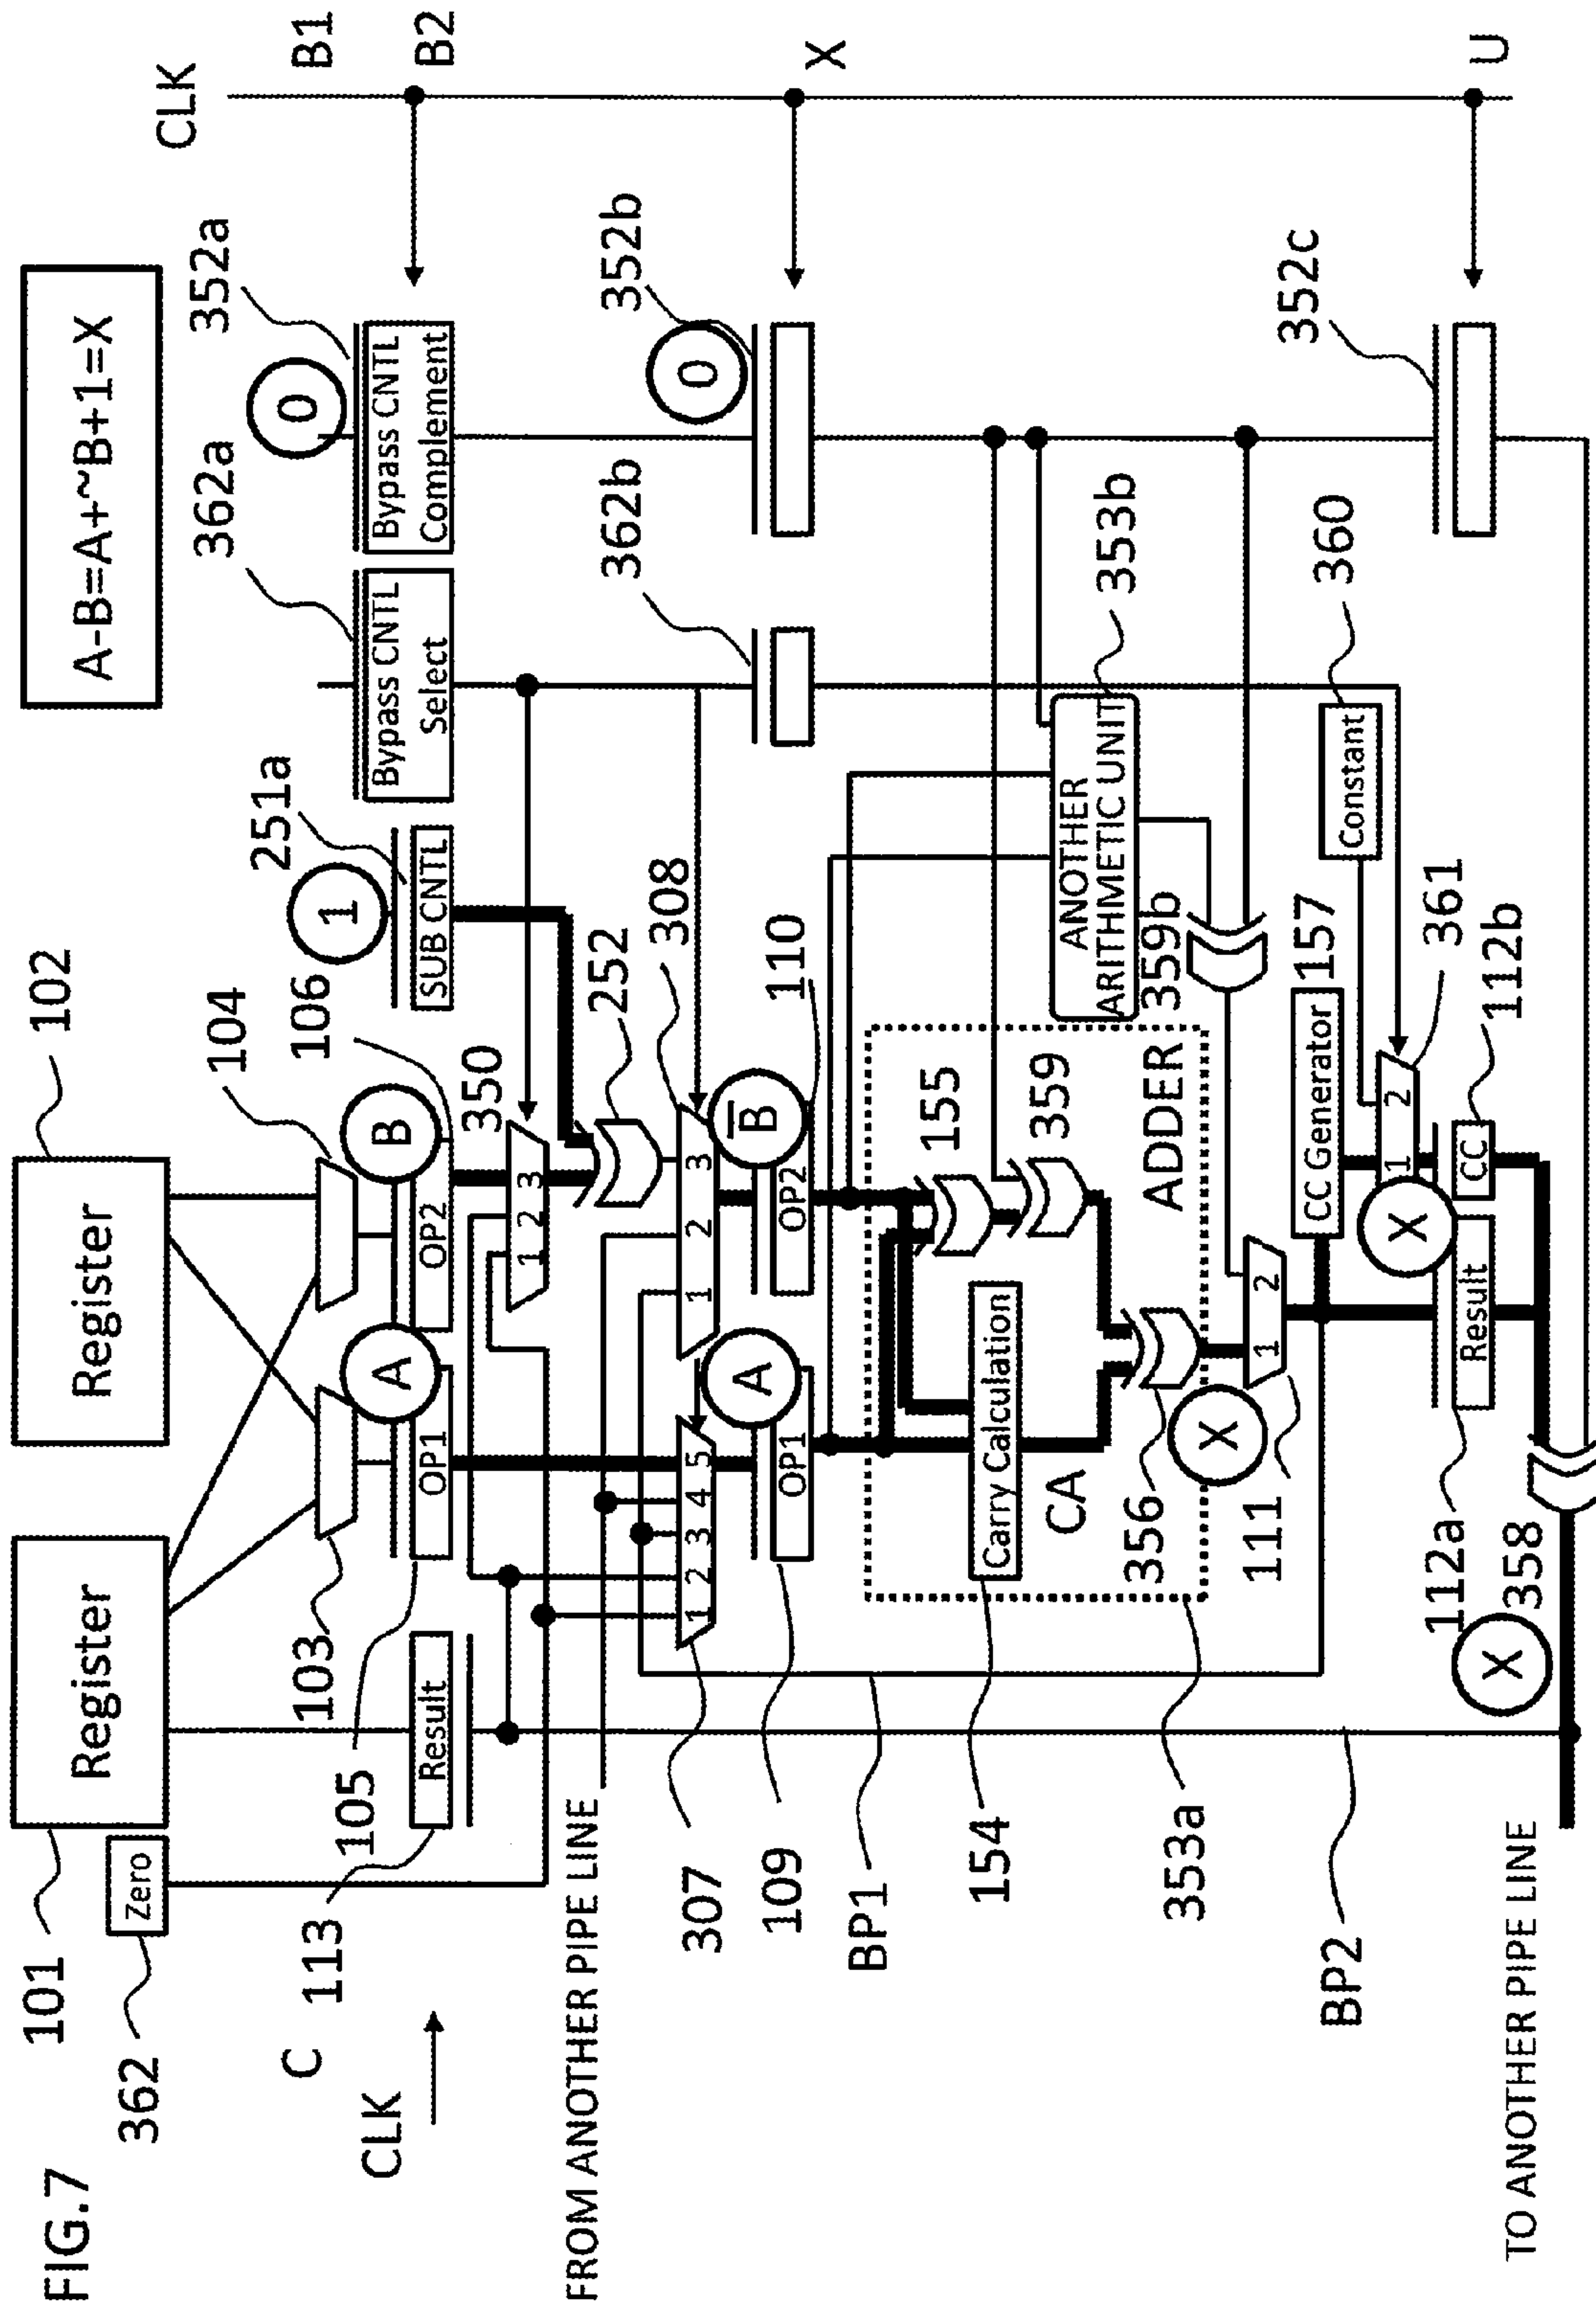 FIG.7
A-B=A+~B+1=X
CLK
B1
B2
X
U
101
Register
Register
102
362
Zero
103
104
C
CLK
113
Result
105
A
OP1
B
OP2
106
1
251a
SUB CNTL
362a
Bypass CNTL
Select
0
352a
Bypass CNTL
Complement
350
1 2 3
252
FROM ANOTHER PIPE LINE
307
1 2 3 4 5
308
1 2 3
362b
0
352b
109
A
OP1
B
OP2
110
BP1
154
Carry Calculation
CA
155
359
ADDER
353a
356
X
ANOTHER
ARITHMETIC UNIT
353b
359b
111
1 2
CC Generator
157
Constant
360
361
1 2
BP2
112a
Result
X
CC
112b
352c
X
358
TO ANOTHER PIPE LINE